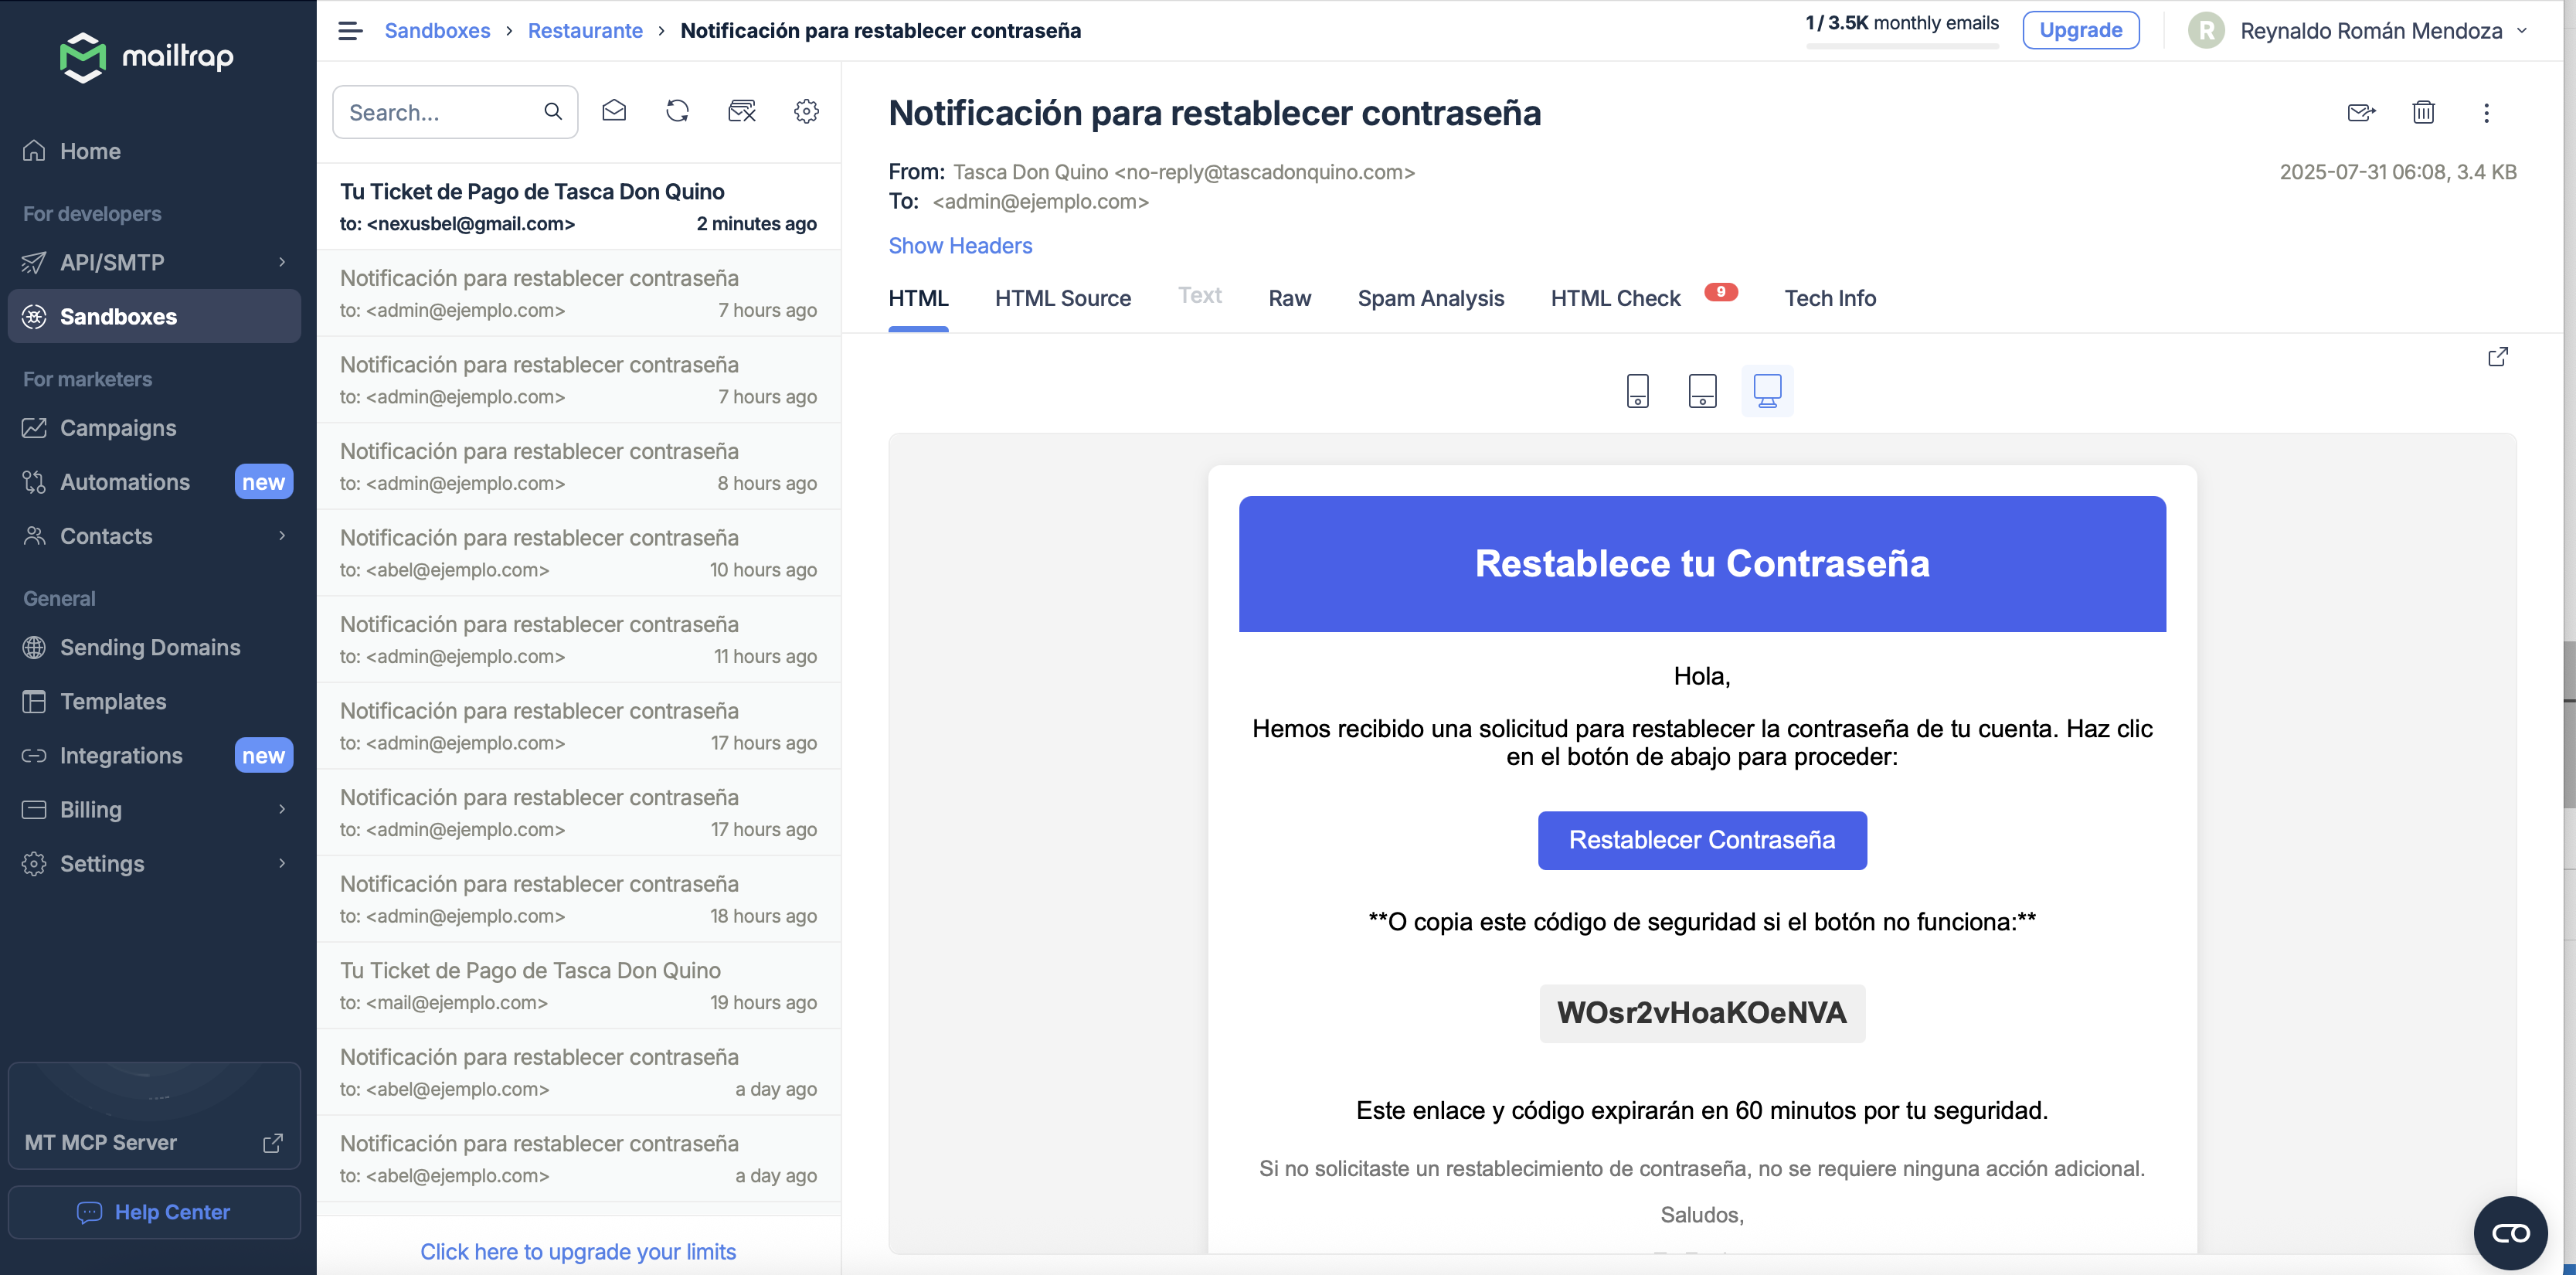 mailtrap
Home
For developers
API/SMTP
Sandboxes
For marketers
Campaigns
Automations new
Contacts
General
Sending Domains
Templates
Integrations new
Billing
Settings
MT MCP Server
Help Center
Sandboxes > Restaurante > Notificación para restablecer contraseña
1 / 3.5K monthly emails
Upgrade
R Reynaldo Román Mendoza
Search...
Tu Ticket de Pago de Tasca Don Quino
to: <nexusbel@gmail.com> 2 minutes ago
Notificación para restablecer contraseña
to: <admin@ejemplo.com> 7 hours ago
Notificación para restablecer contraseña
to: <admin@ejemplo.com> 7 hours ago
Notificación para restablecer contraseña
to: <admin@ejemplo.com> 8 hours ago
Notificación para restablecer contraseña
to: <abel@ejemplo.com> 10 hours ago
Notificación para restablecer contraseña
to: <admin@ejemplo.com> 11 hours ago
Notificación para restablecer contraseña
to: <admin@ejemplo.com> 17 hours ago
Notificación para restablecer contraseña
to: <admin@ejemplo.com> 17 hours ago
Notificación para restablecer contraseña
to: <admin@ejemplo.com> 18 hours ago
Tu Ticket de Pago de Tasca Don Quino
to: <mail@ejemplo.com> 19 hours ago
Notificación para restablecer contraseña
to: <abel@ejemplo.com> a day ago
Notificación para restablecer contraseña
to: <abel@ejemplo.com> a day ago
Click here to upgrade your limits
Notificación para restablecer contraseña
From: Tasca Don Quino <no-reply@tascadonquino.com> 2025-07-31 06:08, 3.4 KB
To: <admin@ejemplo.com>
Show Headers
HTML HTML Source Text Raw Spam Analysis HTML Check 9 Tech Info
Restablece tu Contraseña
Hola,
Hemos recibido una solicitud para restablecer la contraseña de tu cuenta. Haz clic
en el botón de abajo para proceder:
Restablecer Contraseña
**O copia este código de seguridad si el botón no funciona:**
WOsr2vHoaKOeNVA
Este enlace y código expirarán en 60 minutos por tu seguridad.
Si no solicitaste un restablecimiento de contraseña, no se requiere ninguna acción adicional.
Saludos,